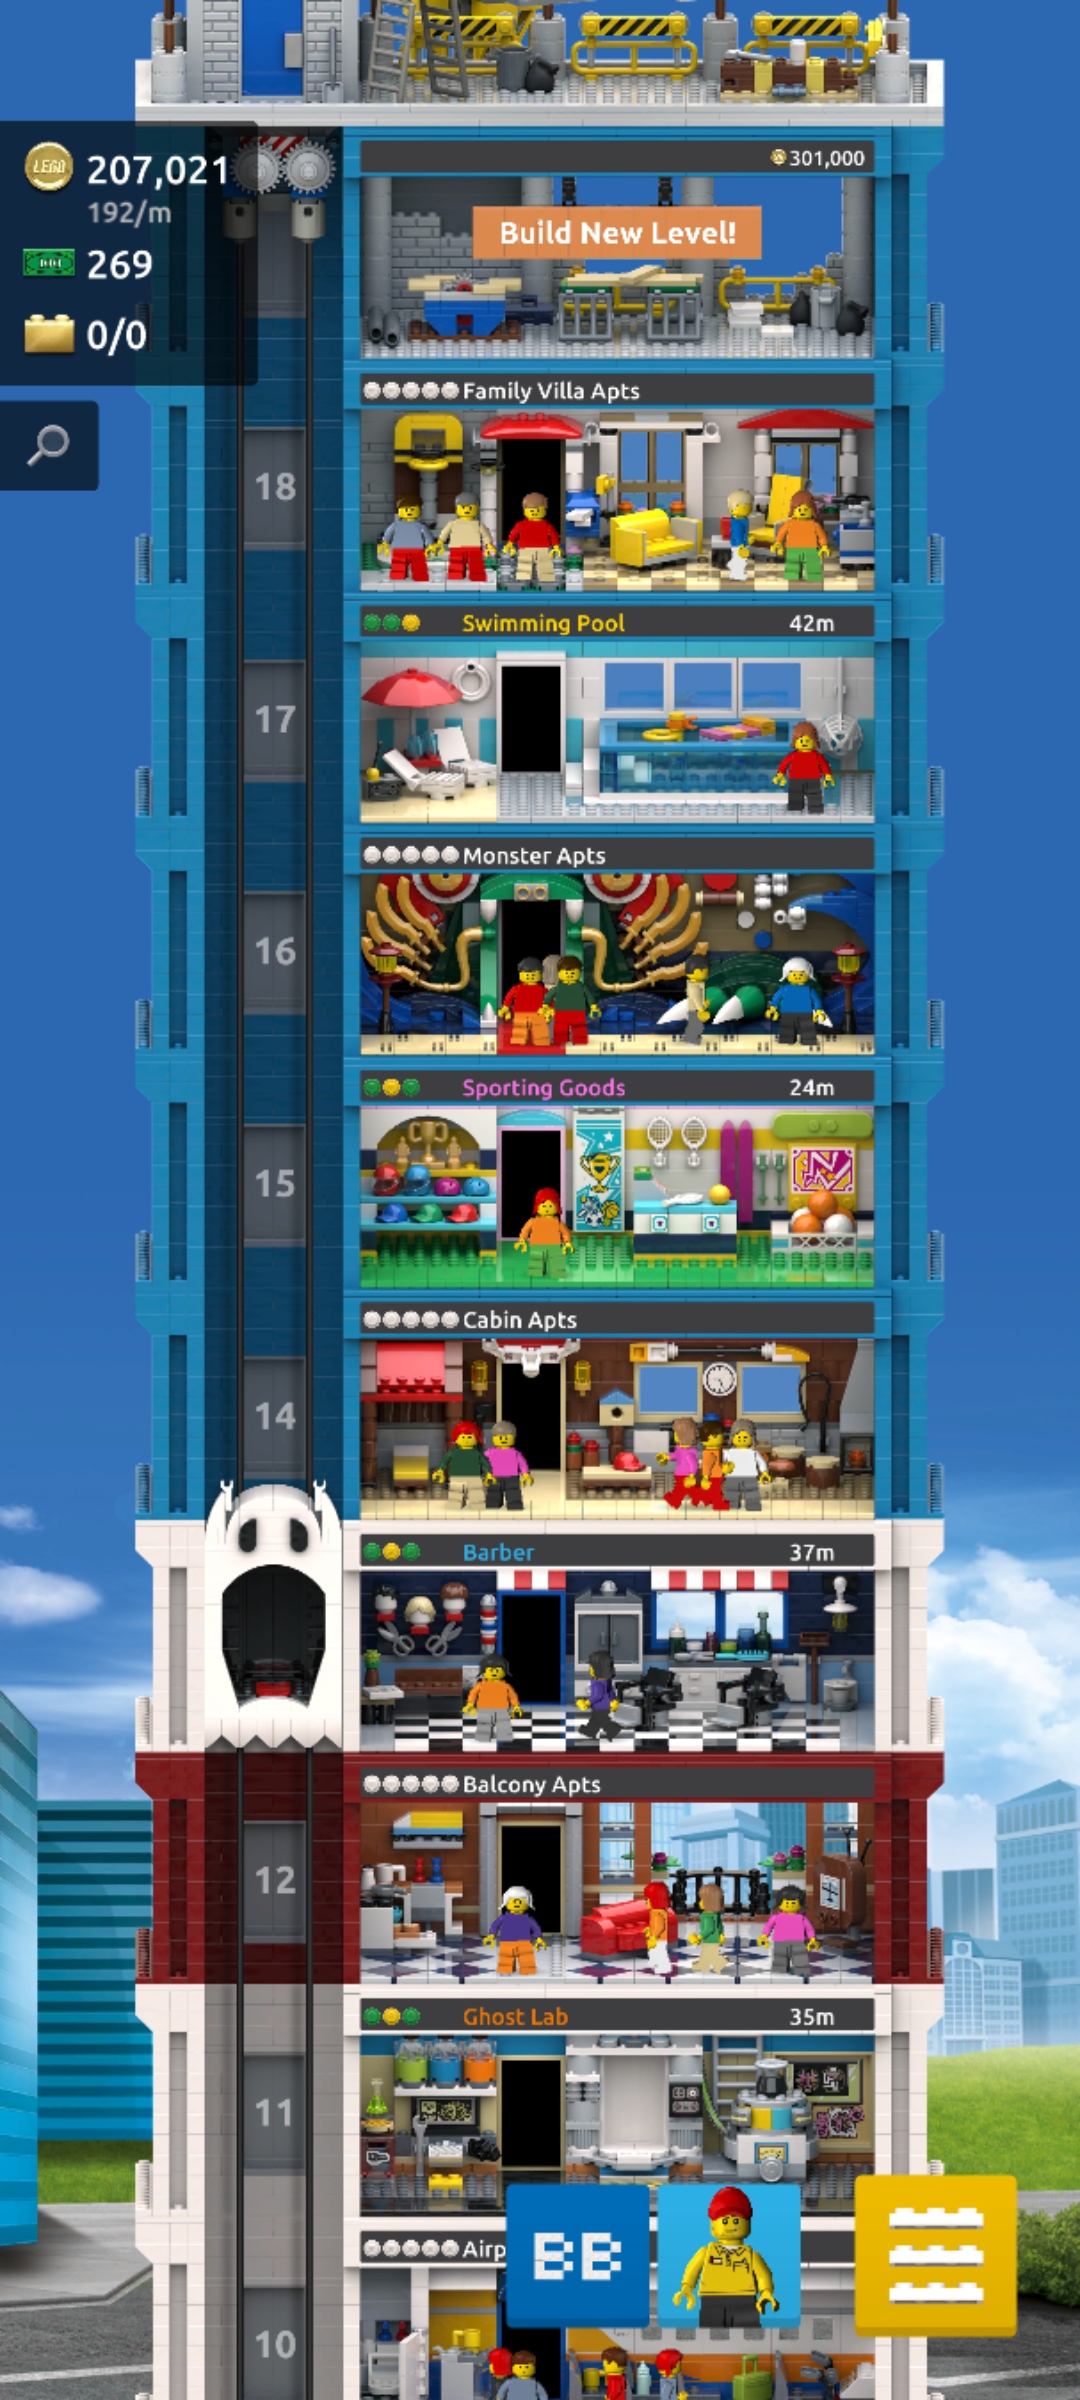 LEGO 207,021
192/m
269
0/0
301,000
Build New Level!
Family Villa Apts
18
Swimming Pool 42m
17
Monster Apts
16
Sporting Goods 24m
15
Cabin Apts
14
Barber 37m
Balcony Apts
12
Ghost Lab 35m
11
Airp
BB
10